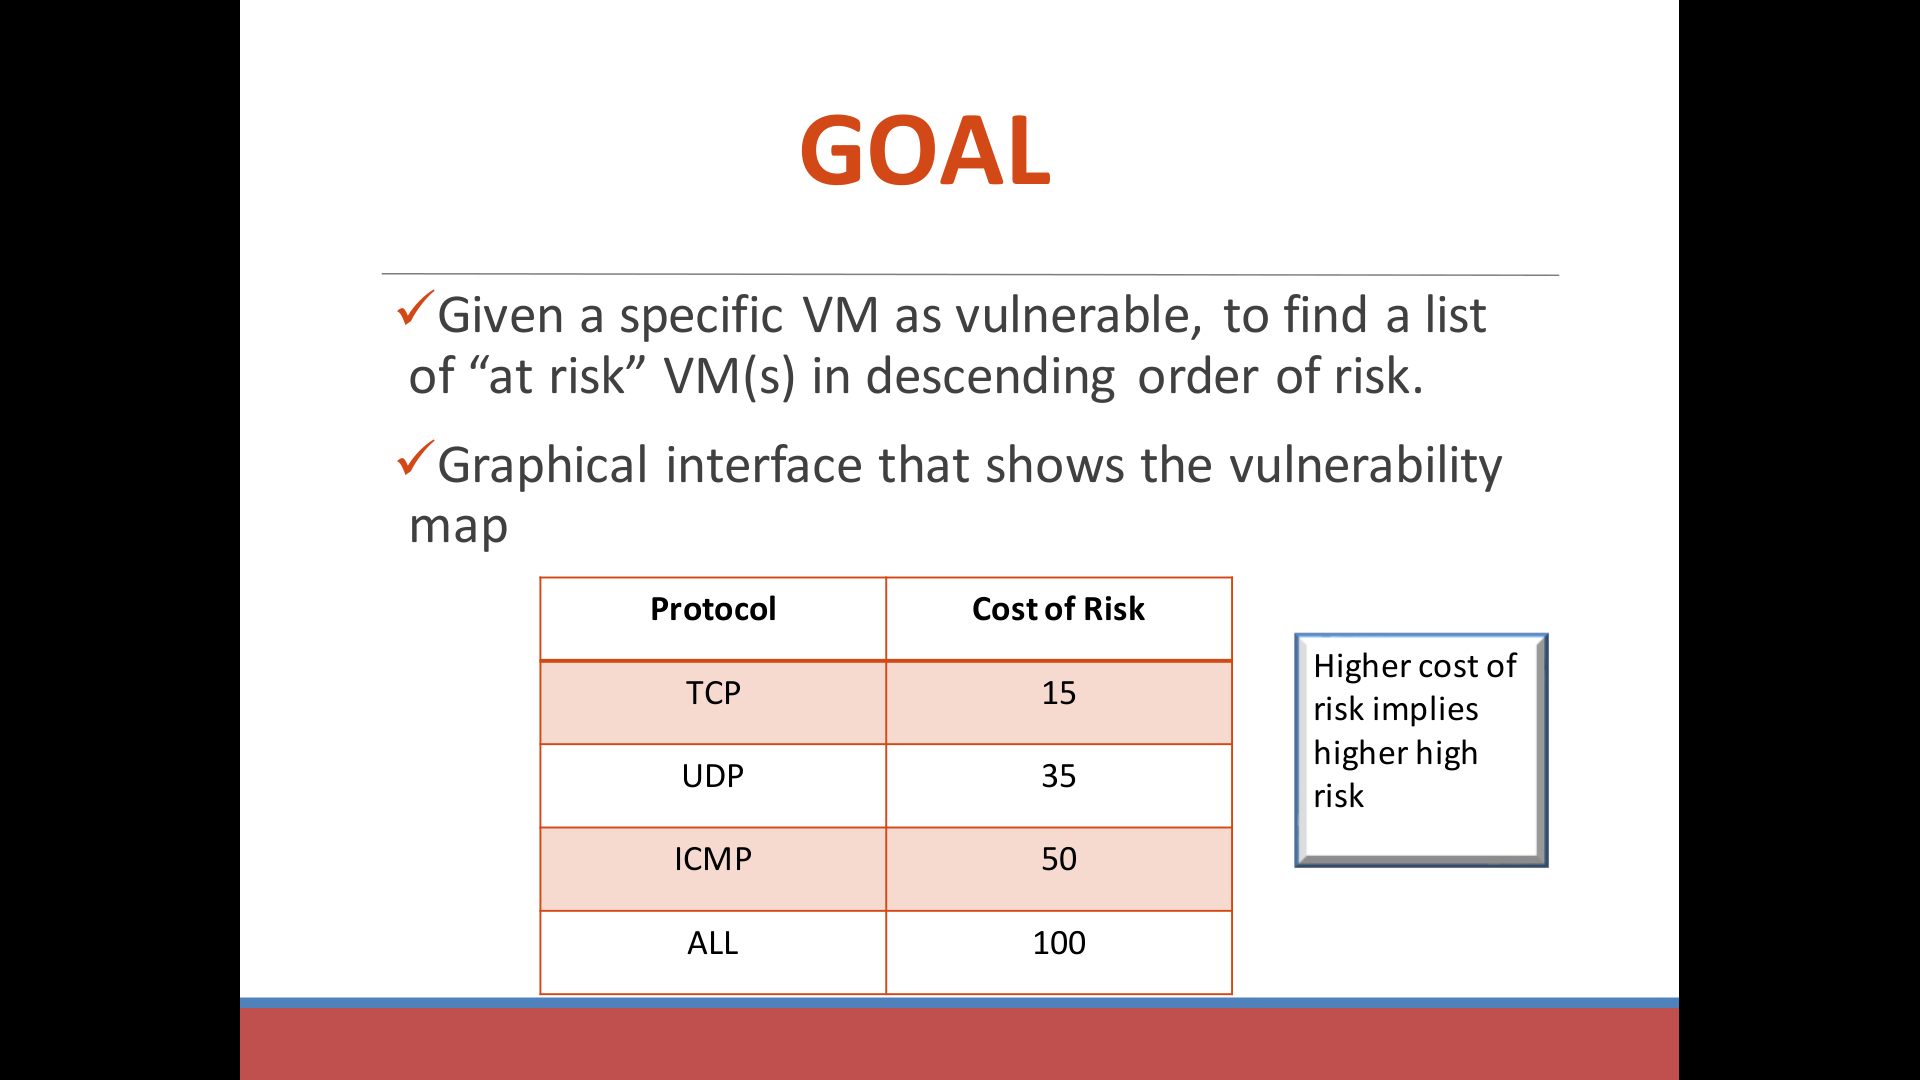 GOAL
✓Given a specific VM as vulnerable, to find a list
of “at risk” VM(s) in descending order of risk.
✓Graphical interface that shows the vulnerability
map
Protocol Cost of Risk
TCP 15
UDP 35
ICMP 50
ALL 100
Higher cost of
risk implies
higher high
risk